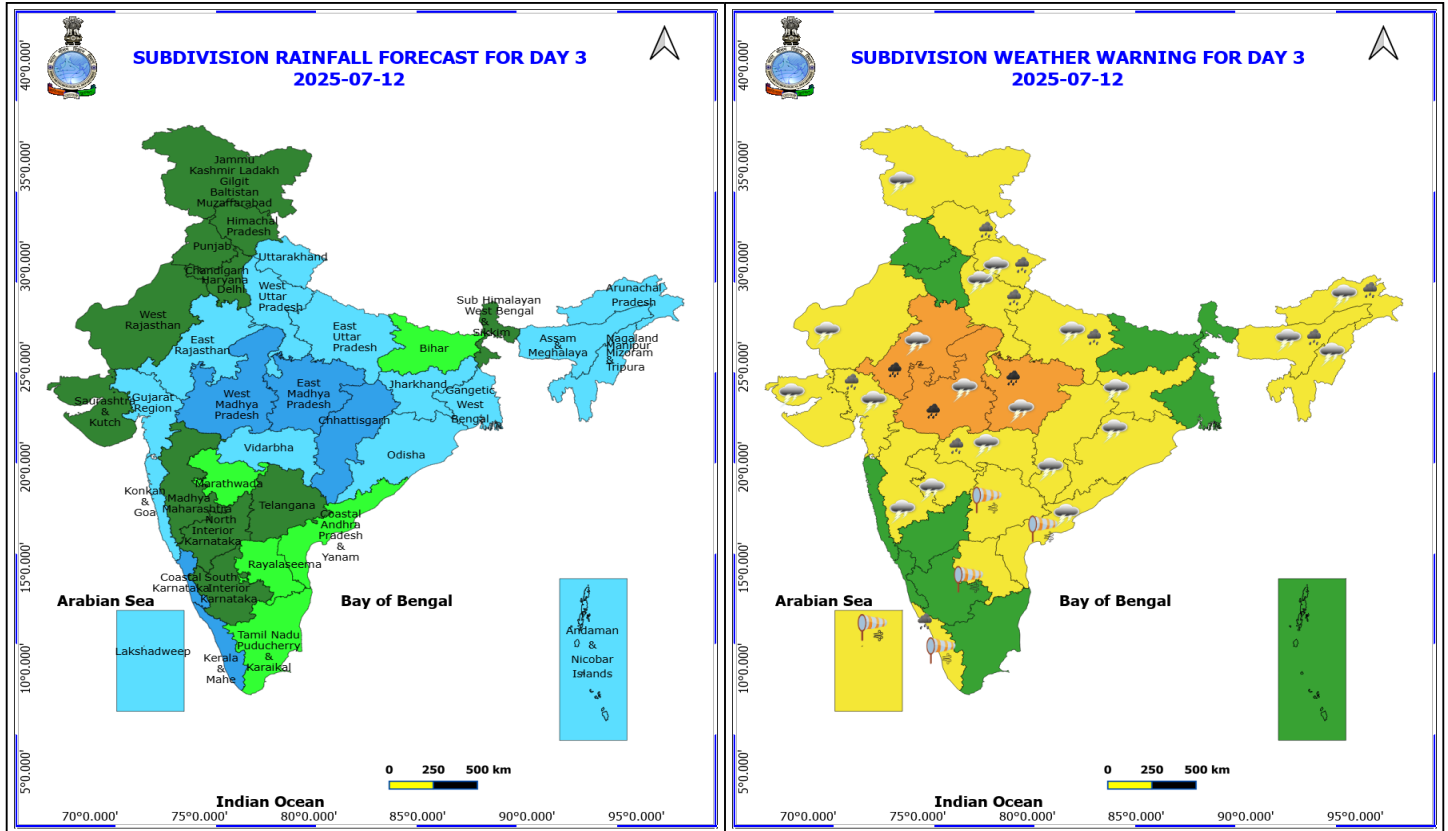 SUBDIVISION RAINFALL FORECAST FOR DAY 3
2025-07-12
40°0.000'
35°0.000'
30°0.000'
25°0.000'
20°0.000'
15°0.000'
10°0.000'
5°0.000'
Jammu
Kashmir Ladakh
Gilgit
Baltistan
Muzaffarabad
Himachal
Pradesh
Punjab
Uttarakhand
Chandigarh
Haryana
Delhi
West
Uttar
Pradesh
West
Rajasthan
East
Rajasthan
East
Uttar
Pradesh
Bihar
Sub Himalayan
West Bengal
&
Sikkim
Arunachal
Pradesh
Assam
&
Meghalaya
Nagaland
Manipur
Mizoram
&
Tripura
Saurashtra
&
Kutch
Gujarat
Region
West
Madhya
Pradesh
East
Madhya
Pradesh
Jharkhand
Gangetic
West
Bengal
Chhattisgarh
Vidarbha
Odisha
Konkan
&
Goa
Madhya
Maharashtra
Marathwada
Telangana
North
Interior
Karnataka
Coastal
Andhra
Pradesh
&
Yanam
Rayalaseema
Coastal
Karnataka
South
Interior
Karnataka
Tamil Nadu
Puducherry
&
Karaikal
Kerala
&
Mahe
Arabian Sea
Bay of Bengal
Lakshadweep
Andaman
&
Nicobar
Islands
0 250 500 km
Indian Ocean
70°0.000' 75°0.000' 80°0.000' 85°0.000' 90°0.000' 95°0.000'
SUBDIVISION WEATHER WARNING FOR DAY 3
2025-07-12
40°0.000'
35°0.000'
30°0.000'
25°0.000'
20°0.000'
15°0.000'
10°0.000'
5°0.000'
Arabian Sea
Bay of Bengal
0 250 500 km
Indian Ocean
70°0.000' 75°0.000' 80°0.000' 85°0.000' 90°0.000' 95°0.000'